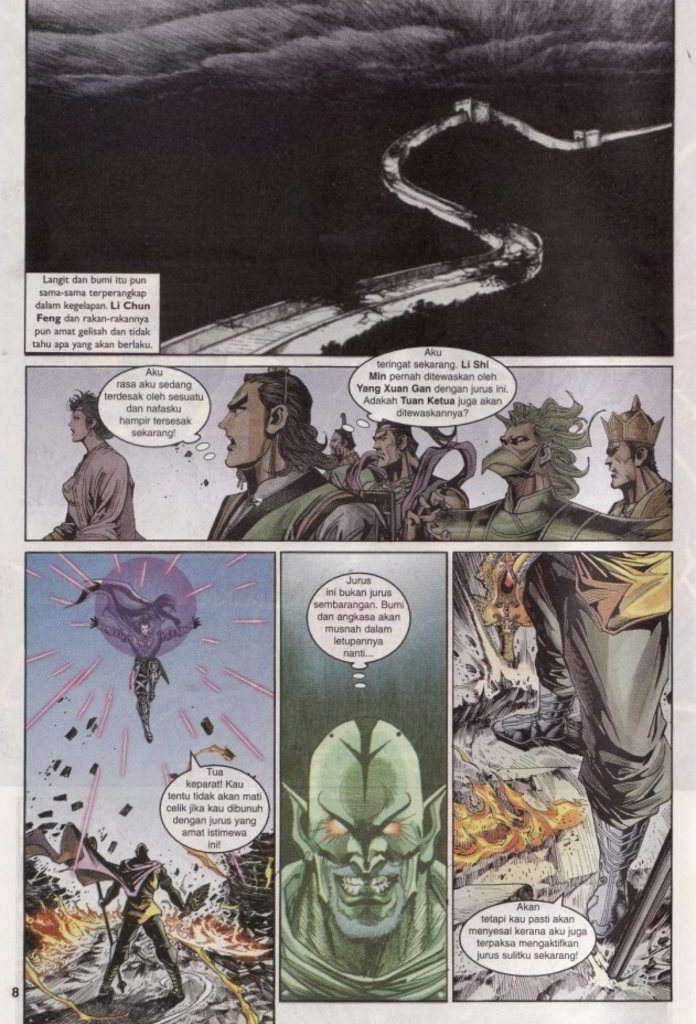 Langit dan bumi itu pun
sama-sama terperangkap
dalam kegelapan. Li Chun
Feng dan rakan-rakannya
pun amat gelisah dan tidak
tahu apa yang akan berlaku.
Aku
rasa aku sedang
terdesak oleh sesuatu
dan nafasku
hampir tersesak
sekarang!
Aku
teringat sekarang. Li Shi
Min pernah ditewaskan oleh
Yang Xuan Gan dengan jurus ini.
Adakah Tuan Ketua juga akan
ditewaskannya?
Tua
keparat! Kau
tentu tidak akan mati
celik jika kau dibunuh
dengan jurus yang
amat istimewa
ini!
Jurus
ini bukan jurus
sembarangan. Bumi
dan angkasa akan
musnah dalam
letupannya
nanti...
Akan
tetapi kau pasti akan
menyesal kerana aku juga
terpaksa mengaktifkan
jurus sulitku sekarang!
8